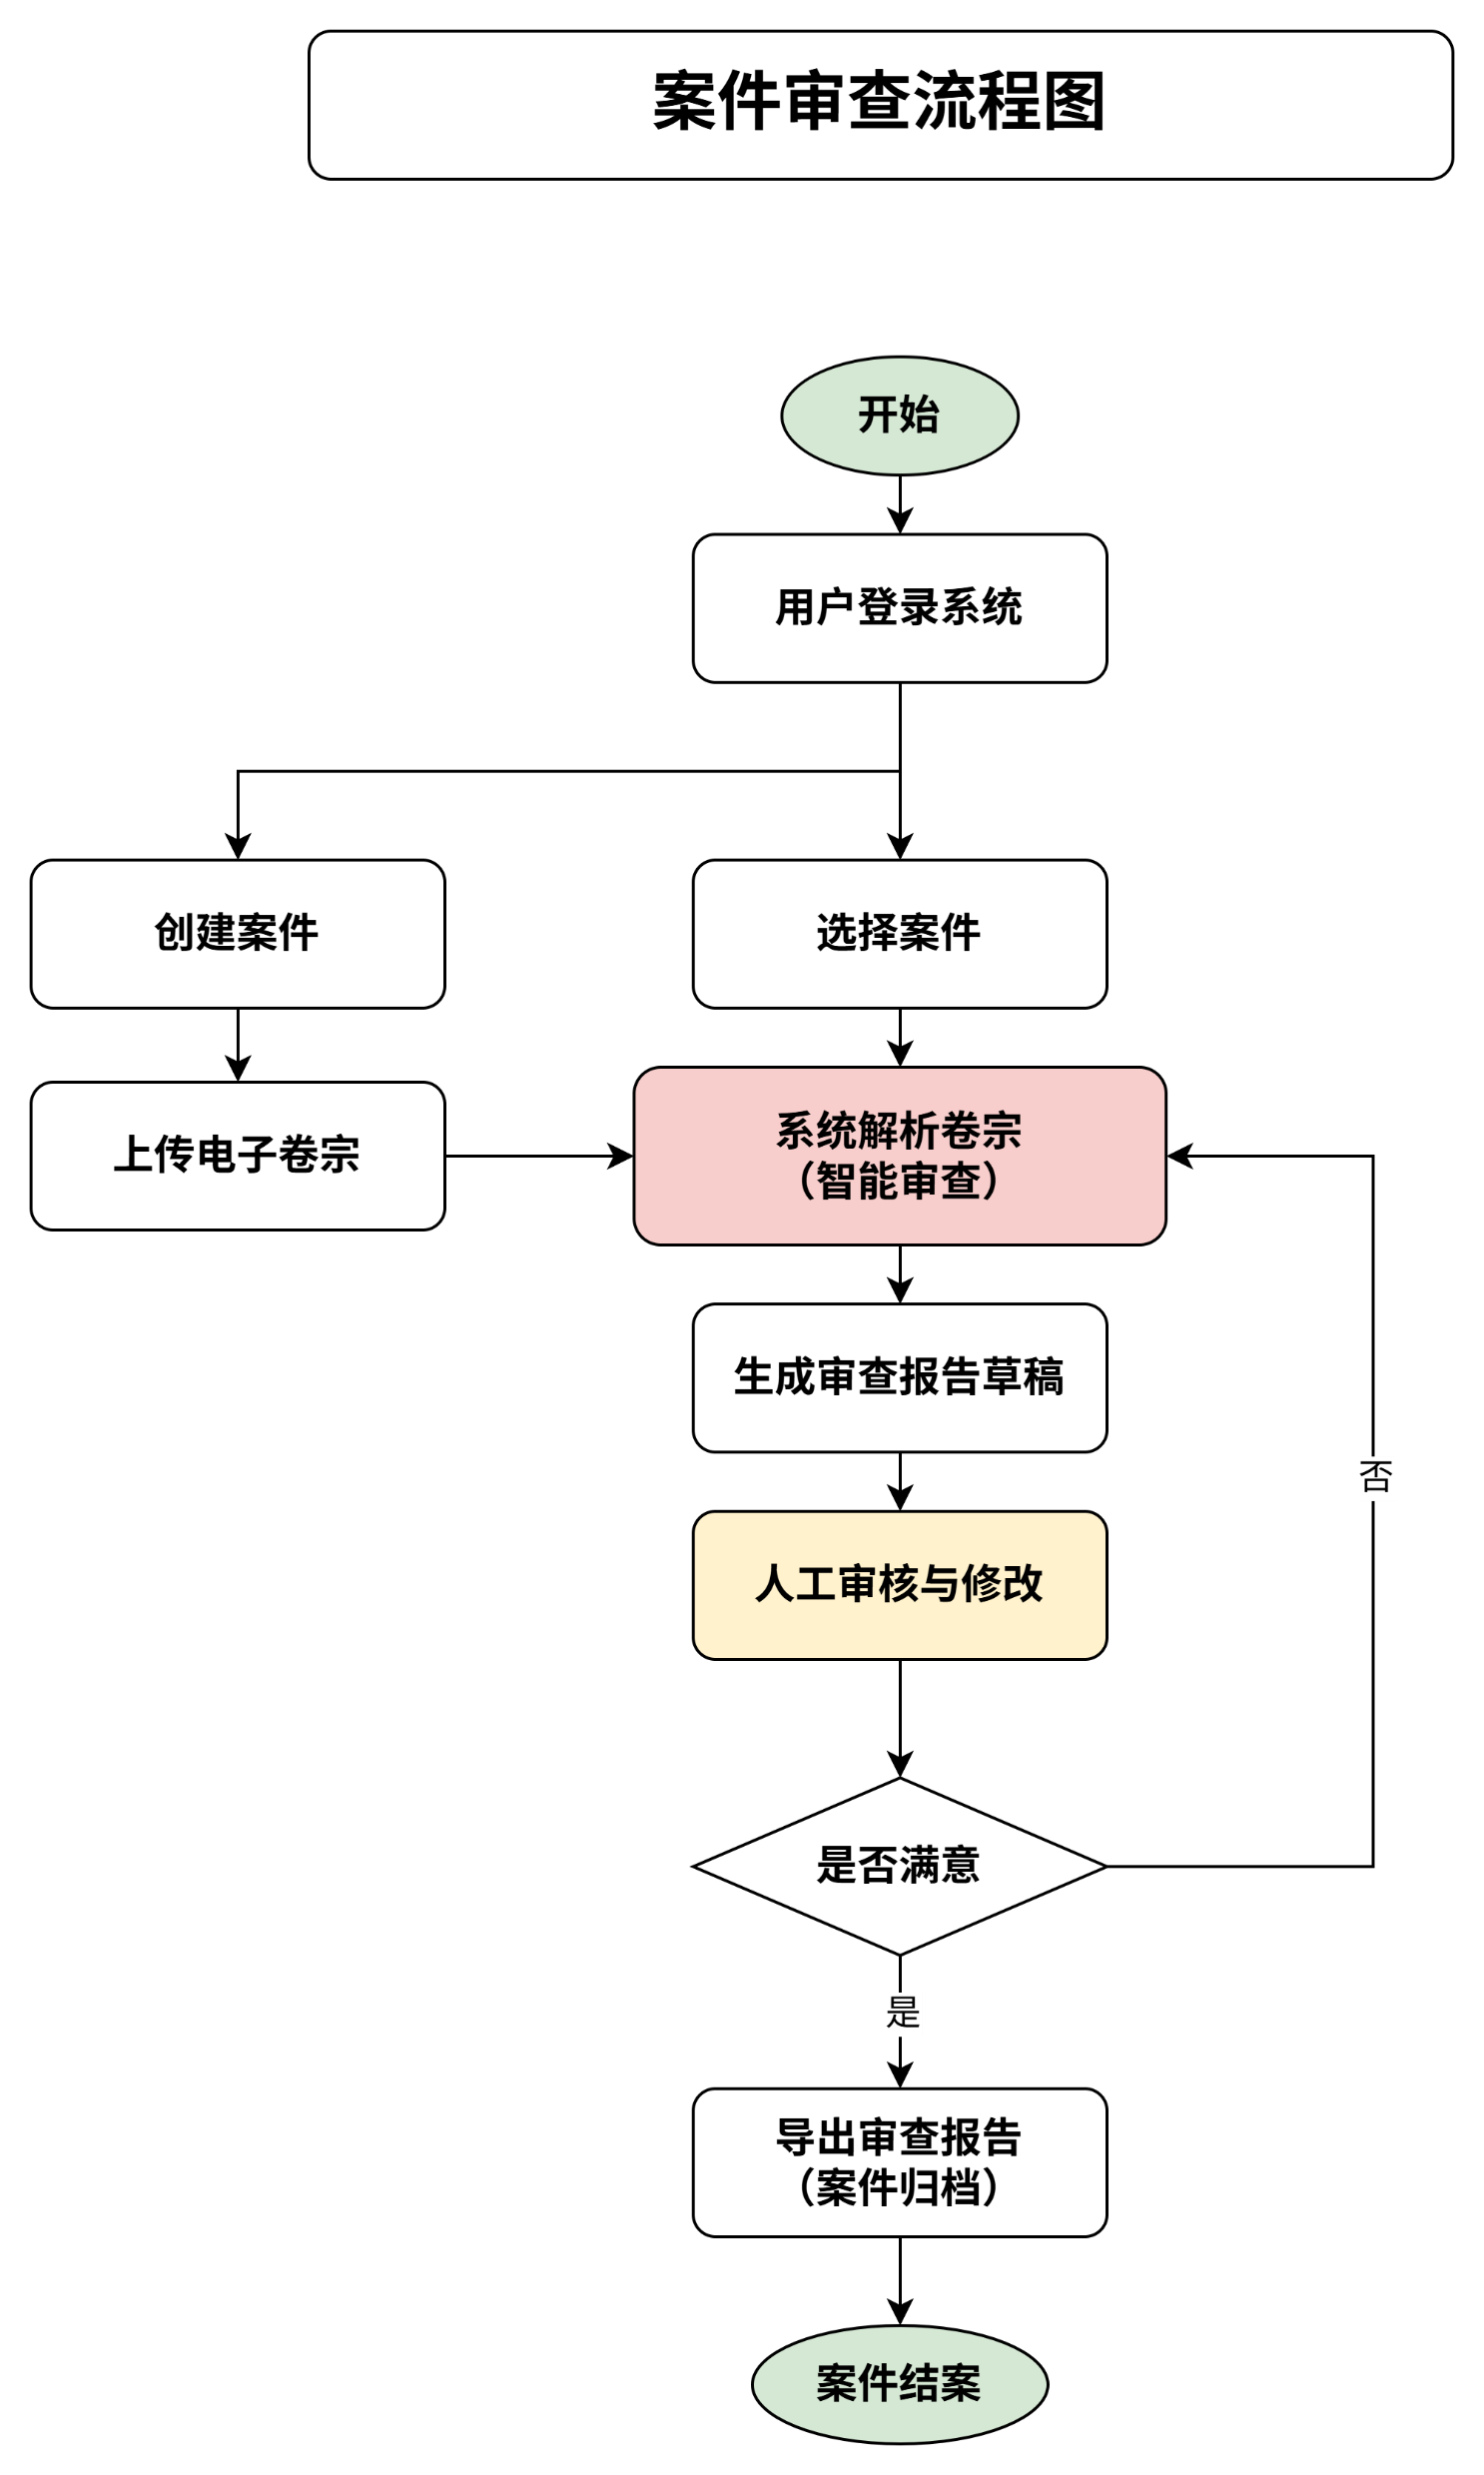 案件审查流程图
开始
用户登录系统
创建案件
选择案件
上传电子卷宗
系统解析卷宗
（智能审查）
生成审查报告草稿
否
人工审核与修改
是否满意
是
导出审查报告
（案件归档）
案件结案